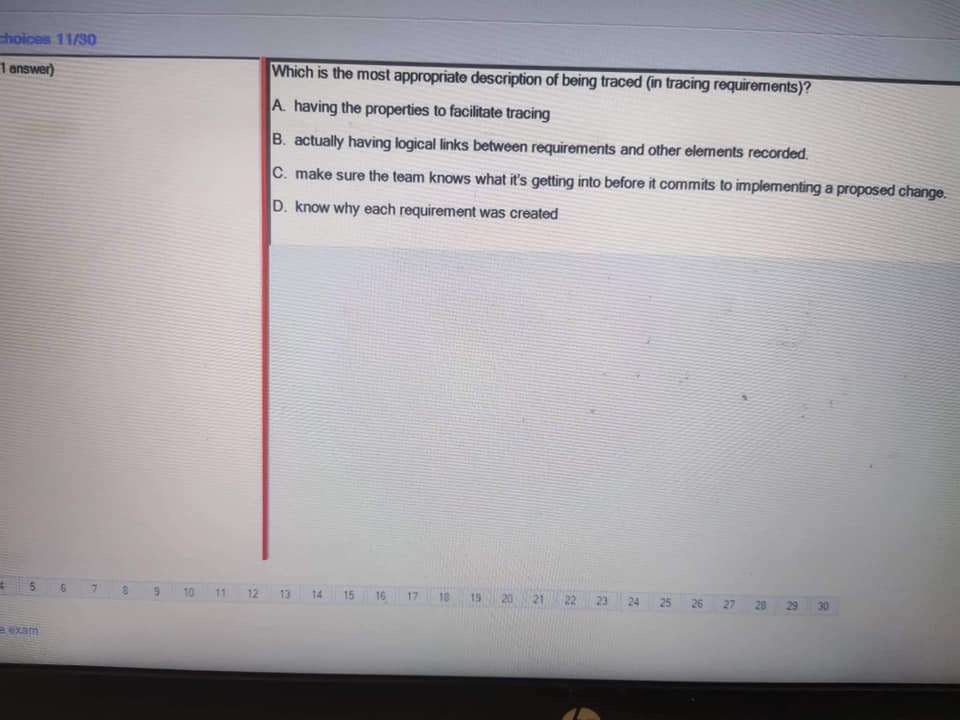 choices 11/30
1 answer)
Which is the most appropriate description of being traced (in tracing requirements)?
A. having the properties to facilitate tracing
B. actually having logical links between requirements and other elements recorded.
C. make sure the team knows what it's getting into before it commits to implementing a proposed change.
D. know why each requirement was created
4 5 6 7 8 9 10 11 12 13 14 15 16 17 18 19 20 21 22 23 24 25 26 27 28 29 30
exam